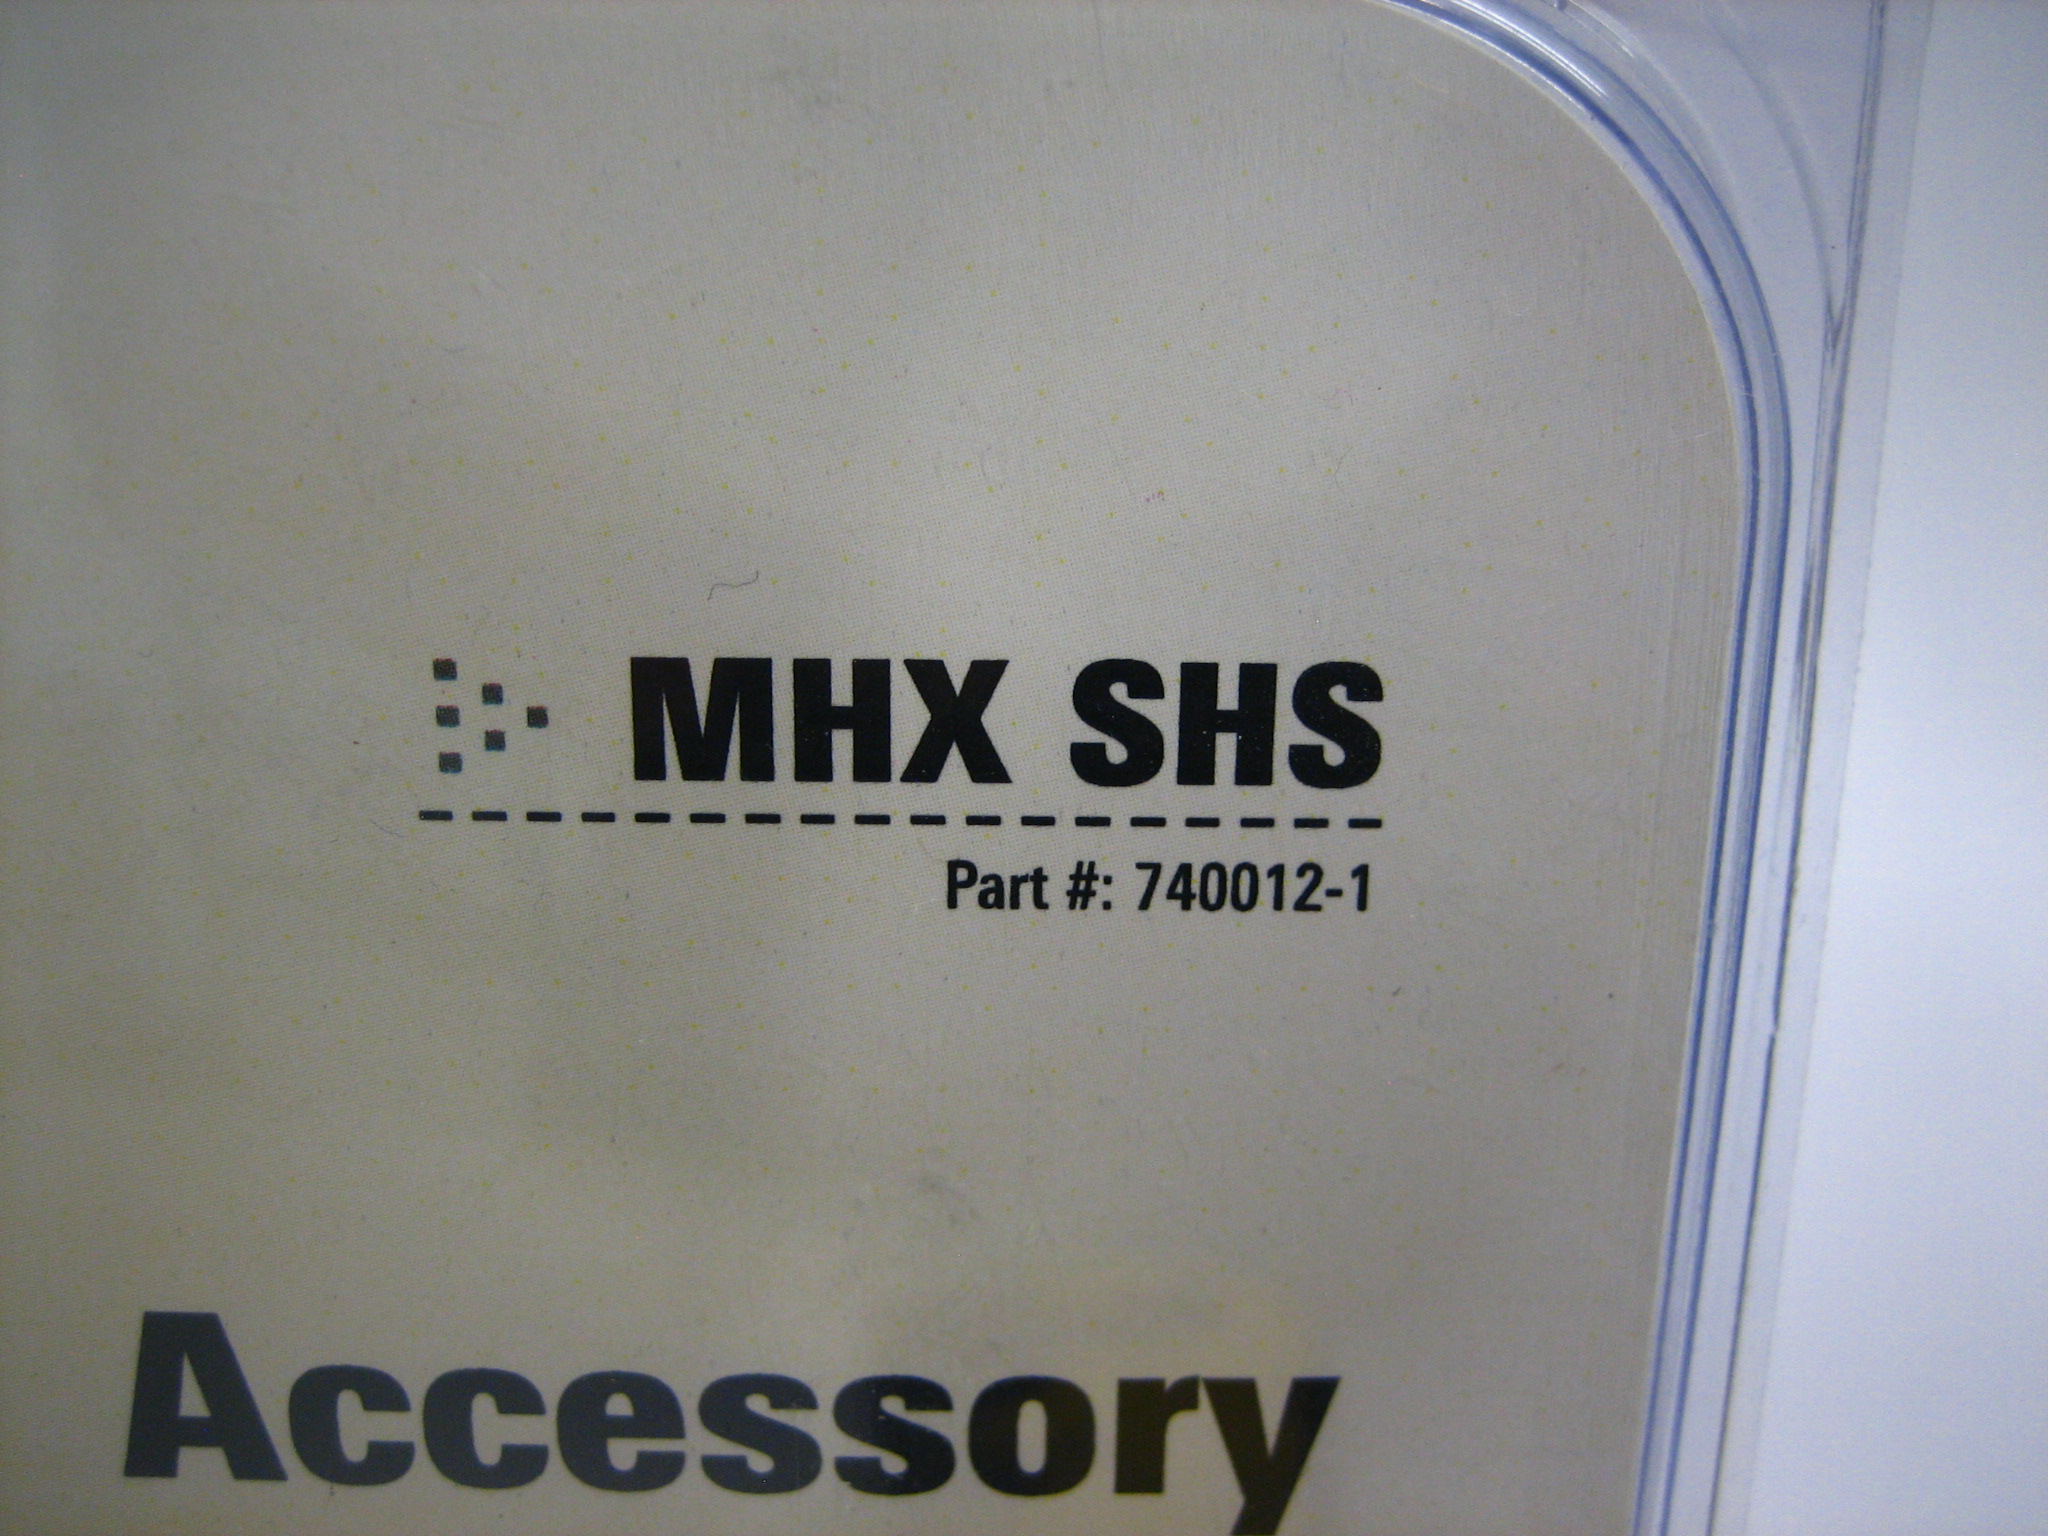 MHX SHS
Part #: 740012-1
Accessory